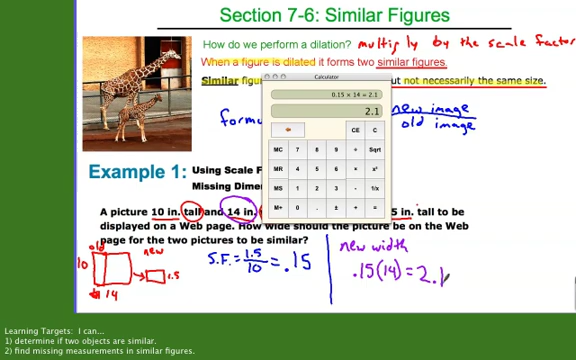 Section 7-6: Similar Figures
How do we perform a dilation? multiply by the scale factor
When a figure is dilated it forms two similar figures.
Similar figu but not necessarily the same size.
Calculator
0.15 × 14 = 2.1
2.1
CE C
MC 7 8 9 ÷ Sqrt
MR 4 5 6 × x²
MS 1 2 3 - 1/x
M+ 0 . ± + =
formu new image
old image
Example 1: Using Scale F
Missing Dime
A picture 10 in. tall and 14 in. 5 in. tall to be
displayed on a Web page. How wide should the picture be on the Web
page for the two pictures to be similar?
old new
10 14 1.5
S.F. = 1.5/10 = .15
new width
.15(14) = 2.1
Learning Targets: I can...
1) determine if two objects are similar.
2) find missing measurements in similar figures.